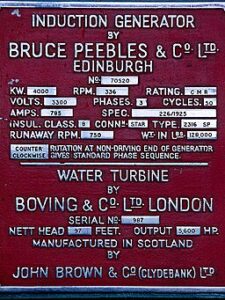 INDUCTION GENERATOR
BY
BRUCE PEEBLES & Co. LTD.
EDINBURGH
No. 70520
KW. 4000 RPM. 336 RATING. C M R
VOLTS. 3300 PHASES. 3 CYCLES. 50
AMPS. 785 SPEC. 226/1925
INSUL. CLASS. B CONNS. STAR TYPE. 2316 SP
RUNAWAY RPM. 750 WT. IN LBS. 128,000
COUNTER CLOCKWISE ROTATION AT NON-DRIVING END OF GENERATOR
GIVES STANDARD PHASE SEQUENCE.
WATER TURBINE
BY
BOVING & Co. LTD. LONDON
SERIAL No. 987
NETT HEAD 97 FEET. OUTPUT 5,600 HP.
MANUFACTURED IN SCOTLAND
BY
JOHN BROWN & Co (CLYDEBANK) LTD